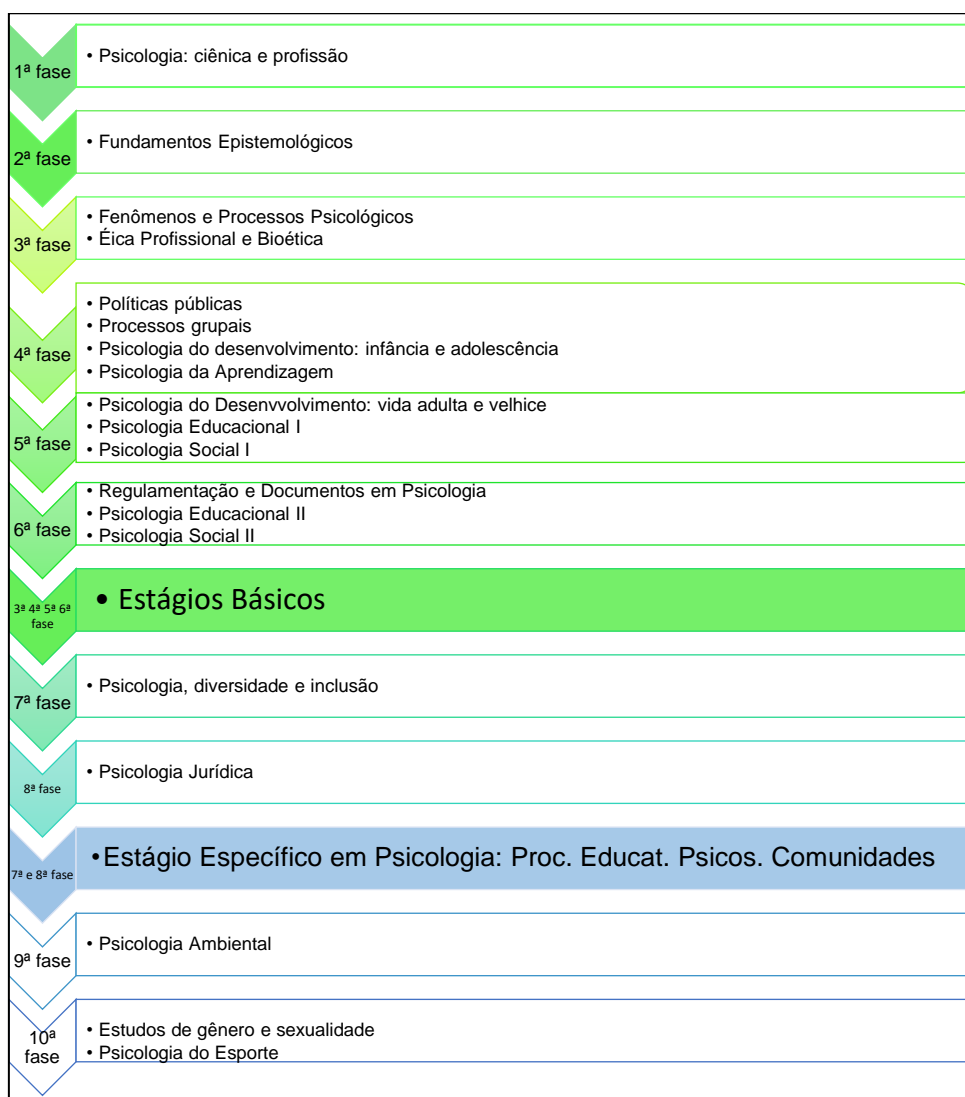 1ª fase
• Psicologia: ciênica e profissão
2ª fase
• Fundamentos Epistemológicos
3ª fase
• Fenômenos e Processos Psicológicos
• Éica Profissional e Bioética
4ª fase
• Políticas públicas
• Processos grupais
• Psicologia do desenvolvimento: infância e adolescência
• Psicologia da Aprendizagem
5ª fase
• Psicologia do Desenvvolvimento: vida adulta e velhice
• Psicologia Educacional I
• Psicologia Social I
6ª fase
• Regulamentação e Documentos em Psicologia
• Psicologia Educacional II
• Psicologia Social II
3ª 4ª 5ª 6ª
fase
• Estágios Básicos
7ª fase
• Psicologia, diversidade e inclusão
8ª fase
• Psicologia Jurídica
7ª e 8ª fase
• Estágio Específico em Psicologia: Proc. Educat. Psicos. Comunidades
9ª fase
• Psicologia Ambiental
10ª
fase
• Estudos de gênero e sexualidade
• Psicologia do Esporte